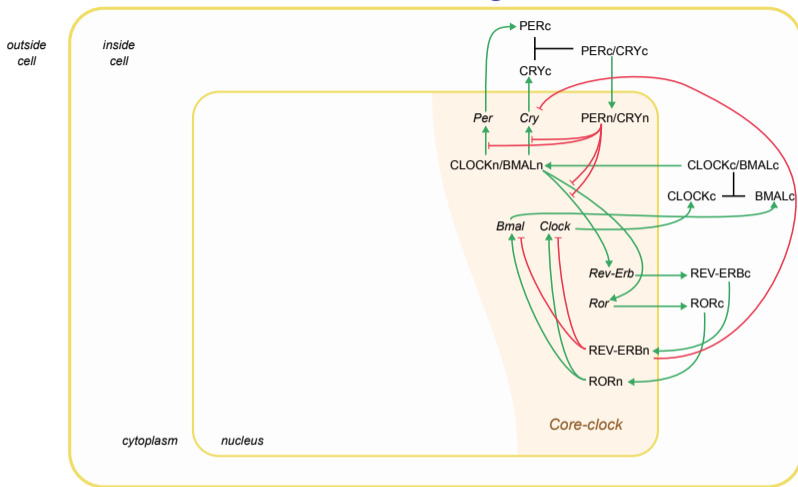 outside
cell
inside
cell
PERc
PERc/CRYc
CRYc
Per
Cry
PERn/CRYn
CLOCKn/BMALn
CLOCKc/BMALc
CLOCKc
BMALc
Bmal
Clock
Rev-Erb
REV-ERBc
Ror
RORc
REV-ERBn
RORn
Core-clock
cytoplasm
nucleus